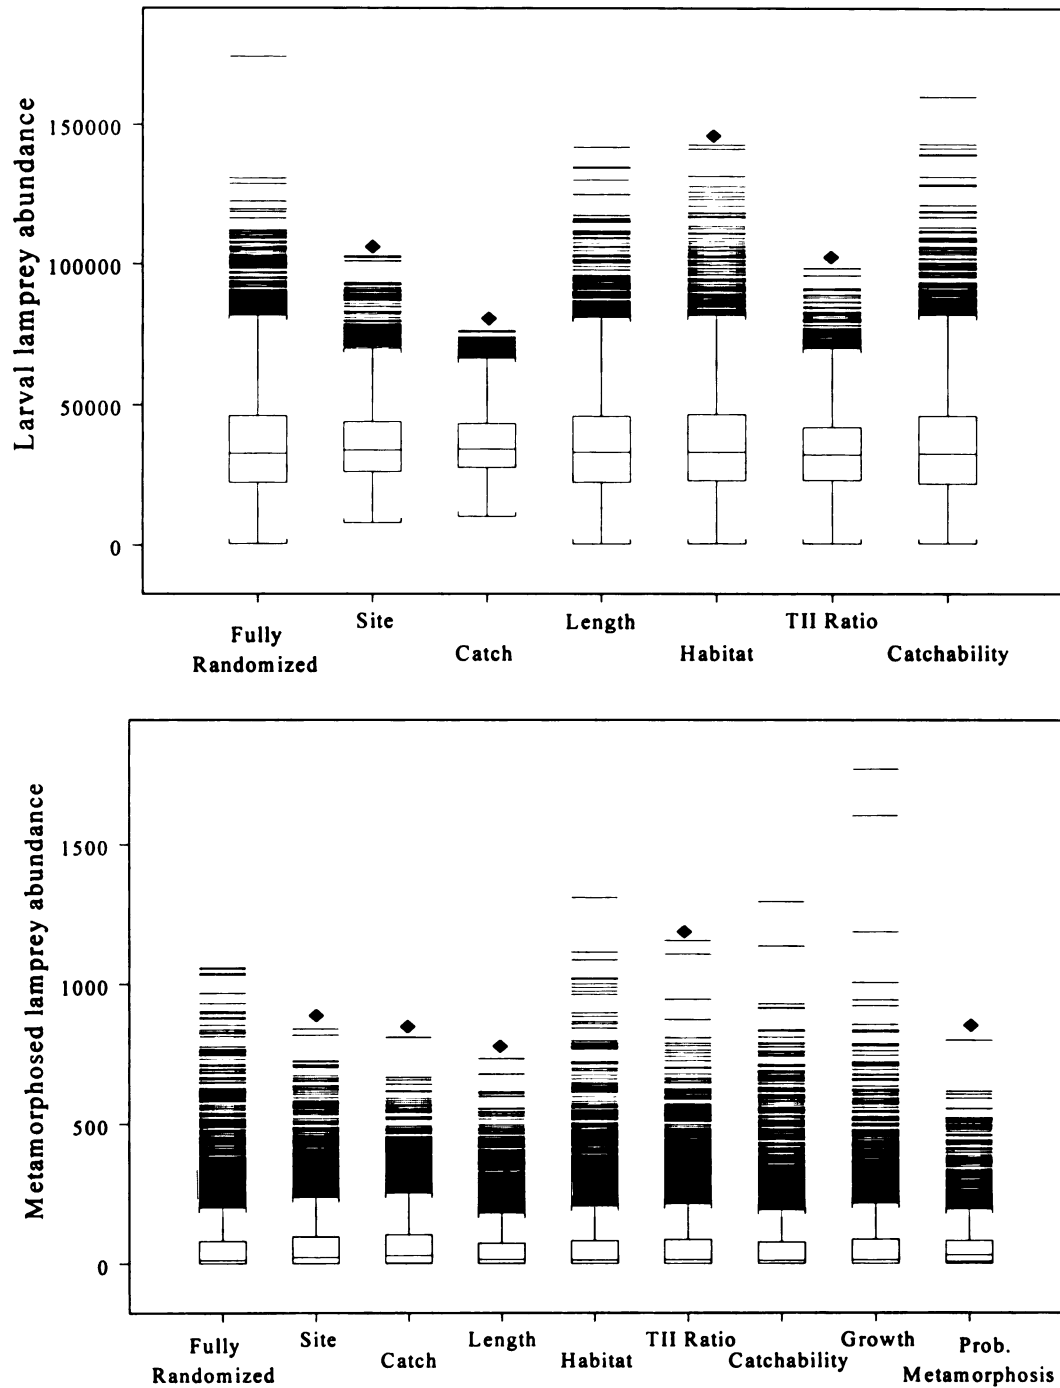 Larval lamprey abundance
150000
100000
50000
0
Fully
Randomized
Site
Catch
Length
Habitat
TII Ratio
Catchability
Metamorphosed lamprey abundance
1500
1000
500
0
Fully
Randomized
Site
Catch
Length
Habitat
TII Ratio
Catchability
Growth
Prob.
Metamorphosis